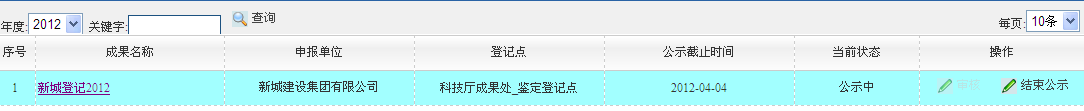 年度: 2012 关键字: 查询 每页: 10条
序号 成果名称 申报单位 登记点 公示截止时间 当前状态 操作
1 新城登记2012 新城建设集团有限公司 科技厅成果处_鉴定登记点 2012-04-04 公示中 结束公示